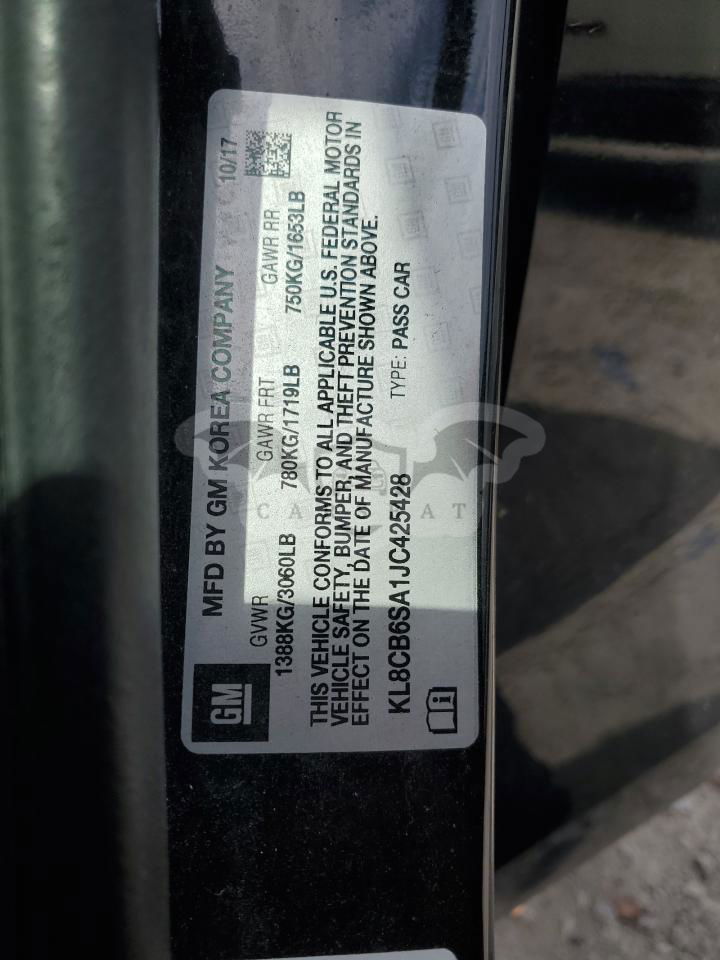 MFD BY GM KOREA COMPANY 10/17
GM
GVWR GAWR FRT GAWR RR
1388KG/3060LB 780KG/1719LB 750KG/1653LB
THIS VEHICLE CONFORMS TO ALL APPLICABLE U.S. FEDERAL MOTOR
VEHICLE SAFETY, BUMPER, AND THEFT PREVENTION STANDARDS IN
EFFECT ON THE DATE OF MANUFACTURE SHOWN ABOVE.
KL8CB6SA1JC425428 TYPE: PASS CAR